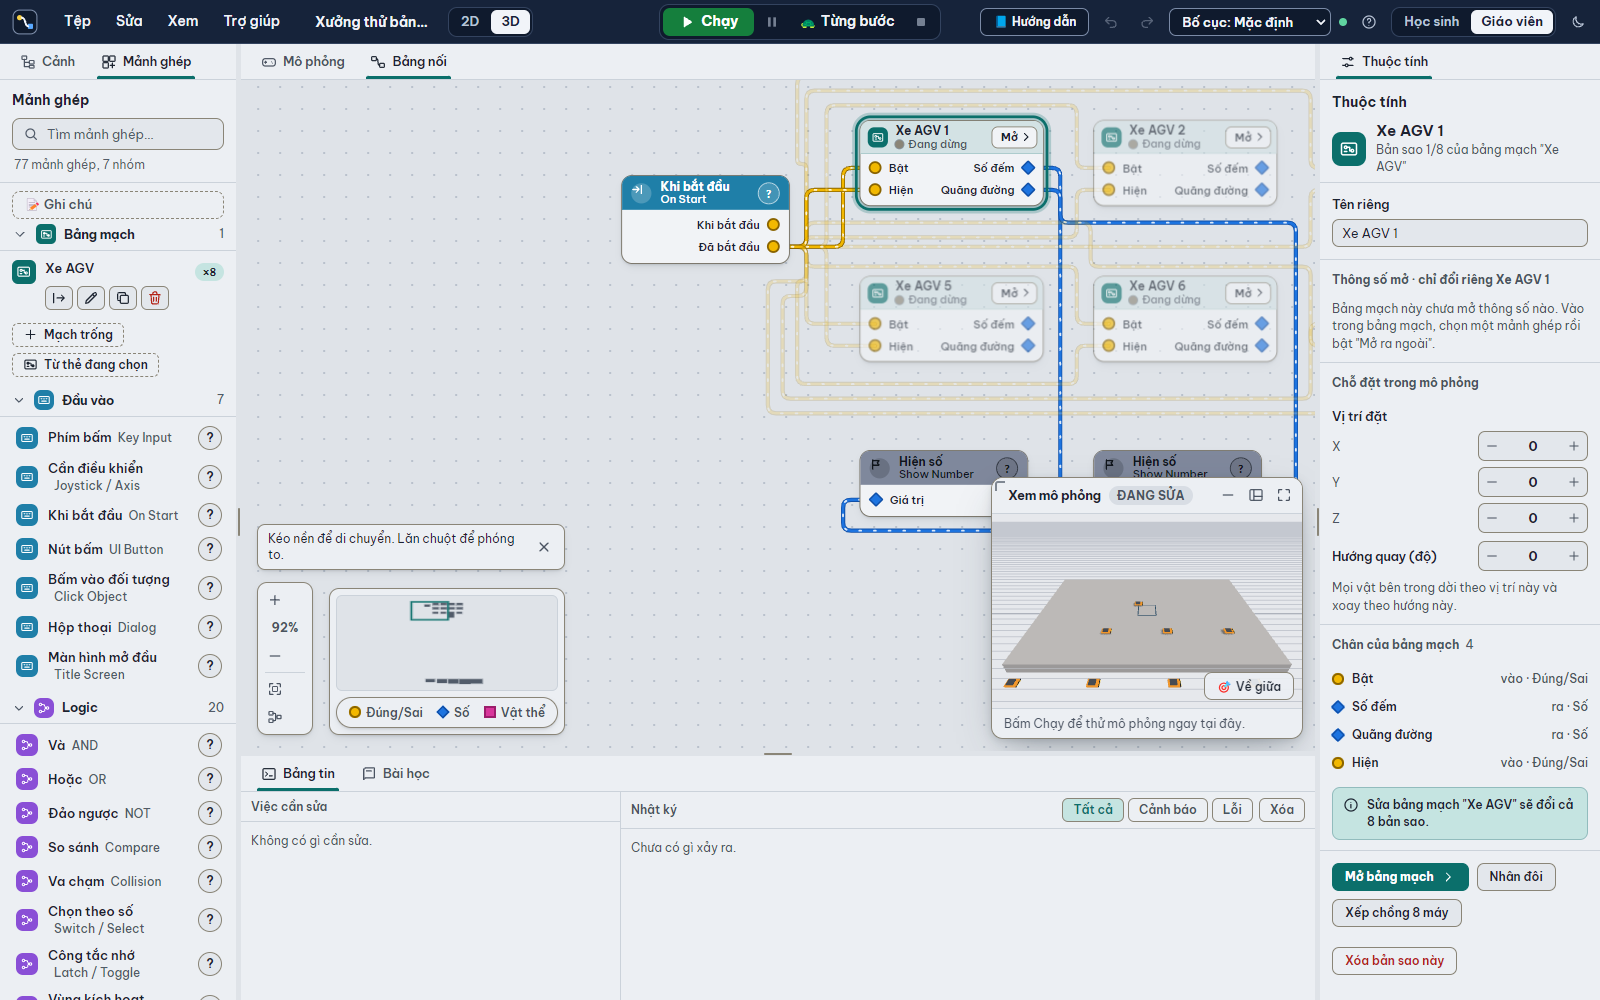 Tệp Sửa Xem Trợ giúp Xưởng thử bản... 2D 3D Chạy Từng bước Hướng dẫn Bố cục: Mặc định Học sinh Giáo viên
Cảnh Mảnh ghép
Mảnh ghép
Tìm mảnh ghép...
77 mảnh ghép, 7 nhóm
Ghi chú
Bảng mạch 1
Xe AGV ×8
+ Mạch trống
Từ thẻ đang chọn
Đầu vào 7
Phím bấm Key Input ?
Cần điều khiển
Joystick / Axis ?
Khi bắt đầu On Start ?
Nút bấm UI Button ?
Bấm vào đối tượng
Click Object ?
Hộp thoại Dialog ?
Màn hình mở đầu
Title Screen ?
Logic 20
Và AND ?
Hoặc OR ?
Đảo ngược NOT ?
So sánh Compare ?
Va chạm Collision ?
Chọn theo số
Switch / Select ?
Công tắc nhớ
Latch / Toggle ?
Vùng kích hoạt
Mô phỏng Bảng nối
Khi bắt đầu
On Start ?
Khi bắt đầu
Đã bắt đầu
Xe AGV 1
Đang dừng Mở >
Bật Số đếm
Hiện Quãng đường
Xe AGV 2
Đang dừng Mở >
Bật Số đếm
Hiện Quãng đường
Xe AGV 5
Đang dừng Mở >
Bật Số đếm
Hiện Quãng đường
Xe AGV 6
Đang dừng Mở >
Bật Số đếm
Hiện Quãng đường
Hiện số
Show Number ?
Giá trị
Hiện số
Show Number ?
Kéo nền để di chuyển. Lăn chuột để phóng
to.
+
92%
−
Đúng/Sai Số Vật thể
Xem mô phỏng ĐANG SỬA
Về giữa
Bấm Chạy để thử mô phỏng ngay tại đây.
Bảng tin Bài học
Việc cần sửa
Không có gì cần sửa.
Nhật ký Tất cả Cảnh báo Lỗi Xóa
Chưa có gì xảy ra.
Thuộc tính
Thuộc tính
Xe AGV 1
Bản sao 1/8 của bảng mạch "Xe
AGV"
Tên riêng
Xe AGV 1
Thông số mở · chỉ đổi riêng Xe AGV 1
Bảng mạch này chưa mở thông số nào. Vào
trong bảng mạch, chọn một mảnh ghép rồi
bật "Mở ra ngoài".
Chỗ đặt trong mô phỏng
Vị trí đặt
X − 0 +
Y − 0 +
Z − 0 +
Hướng quay (độ) − 0 +
Mọi vật bên trong dời theo vị trí này và
xoay theo hướng này.
Chân của bảng mạch 4
Bật vào · Đúng/Sai
Số đếm ra · Số
Quãng đường ra · Số
Hiện vào · Đúng/Sai
Sửa bảng mạch "Xe AGV" sẽ đổi cả
8 bản sao.
Mở bảng mạch > Nhân đôi
Xếp chồng 8 máy
Xóa bản sao này